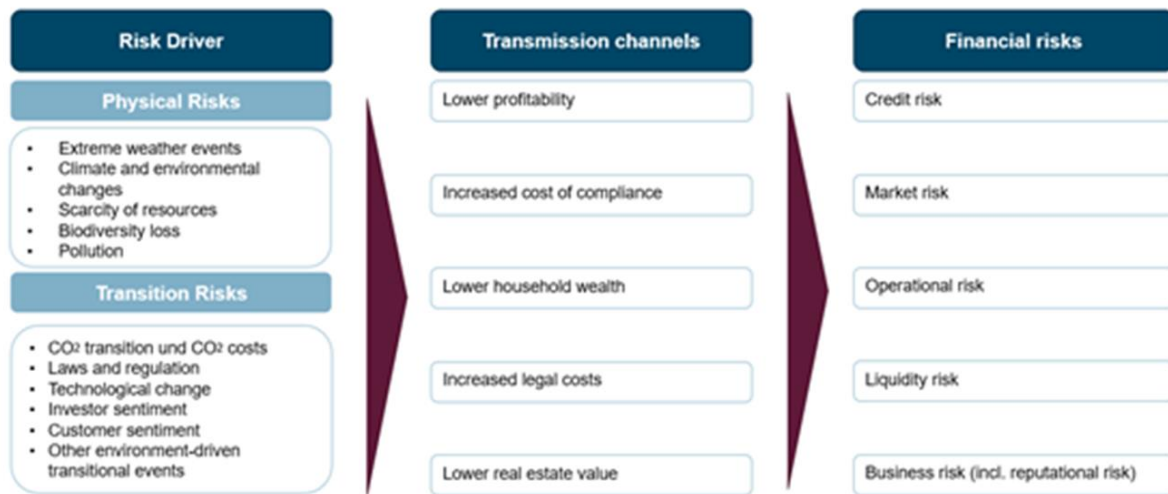 Risk Driver
Physical Risks
• Extreme weather events
• Climate and environmental
changes
• Scarcity of resources
• Biodiversity loss
• Pollution
Transition Risks
• CO2 transition und CO2 costs
• Laws and regulation
• Technological change
• Investor sentiment
• Customer sentiment
• Other environment-driven
transitional events
Transmission channels
Lower profitability
Increased cost of compliance
Lower household wealth
Increased legal costs
Lower real estate value
Financial risks
Credit risk
Market risk
Operational risk
Liquidity risk
Business risk (incl. reputational risk)